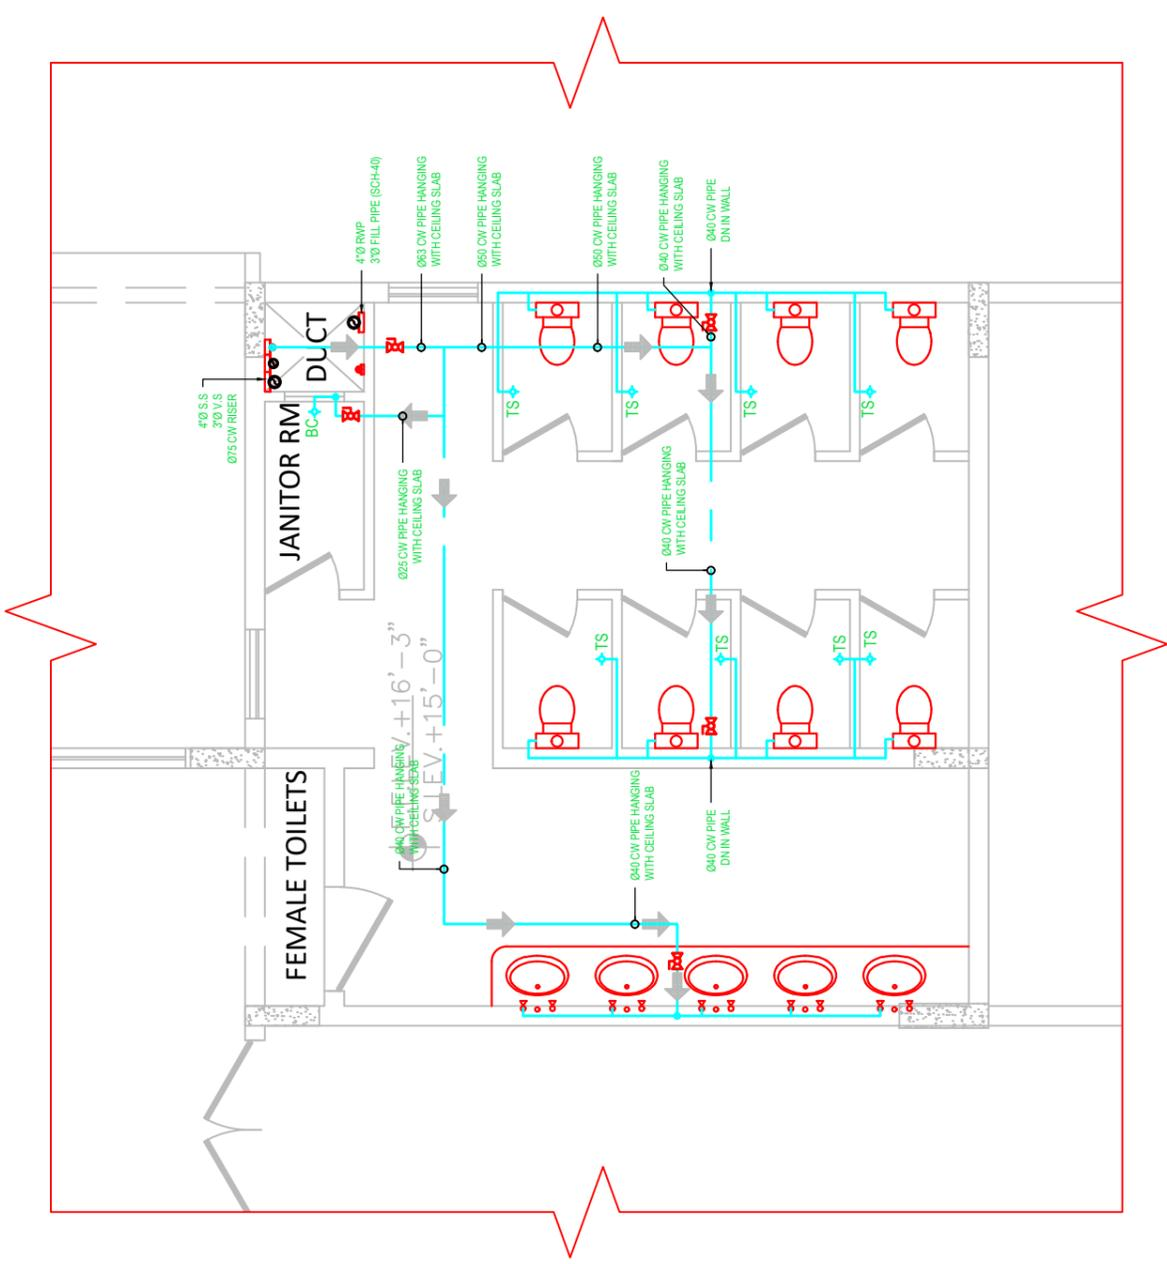 4"Ø RWP
3"Ø FILL PIPE (SCH-40)
Ø63 CW PIPE HANGING
WITH CEILING SLAB
Ø50 CW PIPE HANGING
WITH CEILING SLAB
Ø50 CW PIPE HANGING
WITH CEILING SLAB
Ø40 CW PIPE HANGING
WITH CEILING SLAB
Ø40 CW PIPE
DN IN WALL
DUCT
4"Ø S.S
3"Ø V.S
Ø75 CW RISER
BC
JANITOR RM
TS
TS
TS
TS
Ø25 CW PIPE HANGING
WITH CEILING SLAB
Ø40 CW PIPE HANGING
WITH CEILING SLAB
TS
TS
TS
TS
V.+16'-3"
V.+15'-0"
Ø40 CW PIPE HANGING
WITH CEILING SLAB
FEMALE TOILETS
Ø40 CW PIPE HANGING
WITH CEILING SLAB
Ø40 CW PIPE
DN IN WALL